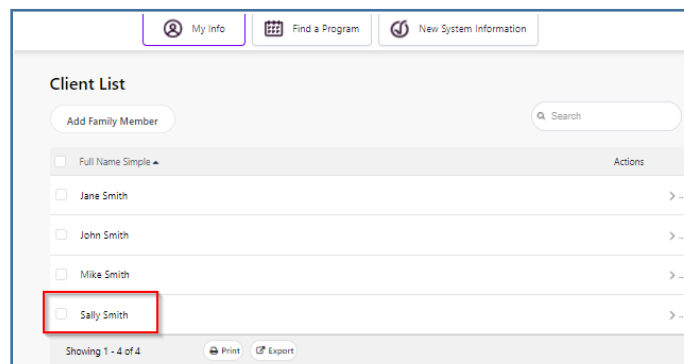 My Info Find a Program New System Information
Client List
Add Family Member Search
Full Name Simple Actions
Jane Smith
John Smith
Mike Smith
Sally Smith
Showing 1 - 4 of 4 Print Export